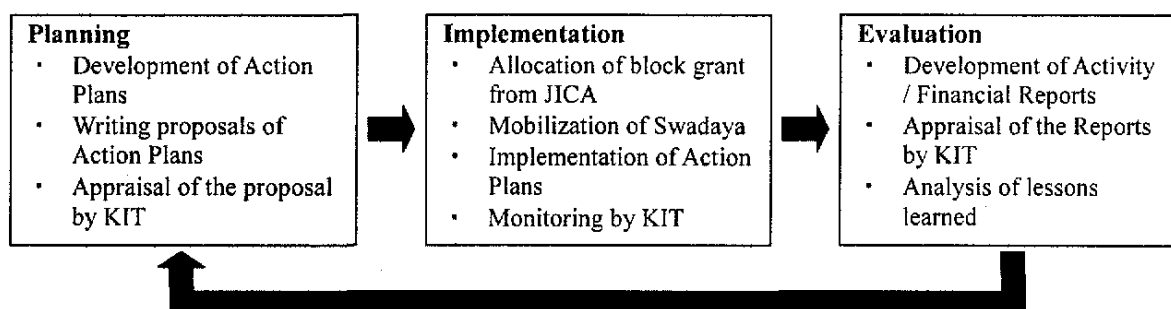 Planning
· Development of Action
Plans
· Writing proposals of
Action Plans
· Appraisal of the proposal
by KIT
Implementation
· Allocation of block grant
from JICA
· Mobilization of Swadaya
· Implementation of Action
Plans
· Monitoring by KIT
Evaluation
· Development of Activity
/ Financial Reports
· Appraisal of the Reports
by KIT
· Analysis of lessons
learned